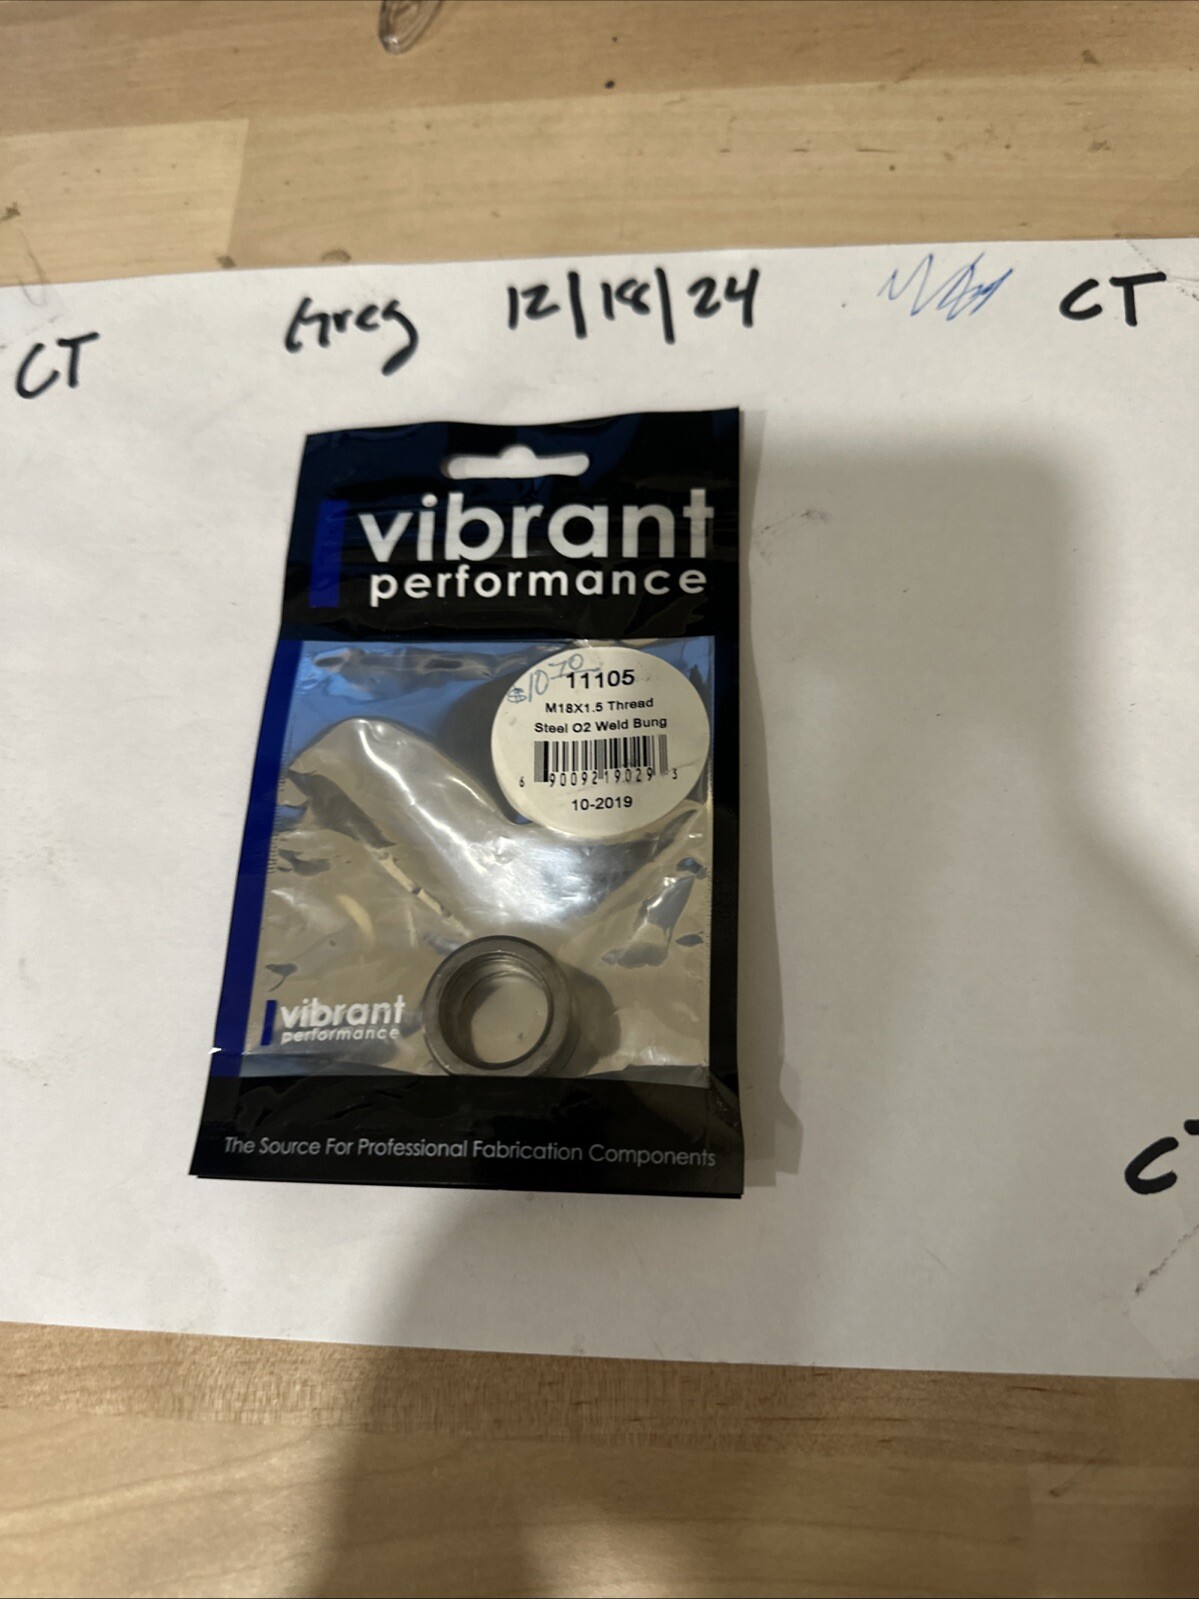 Greg 12/18/24 CT
CT
vibrant
performance
$10 70
11105
M18X1.5 Thread
Steel O2 Weld Bung
6 90092 19029 3
10-2019
vibrant
performance
The Source For Professional Fabrication Components